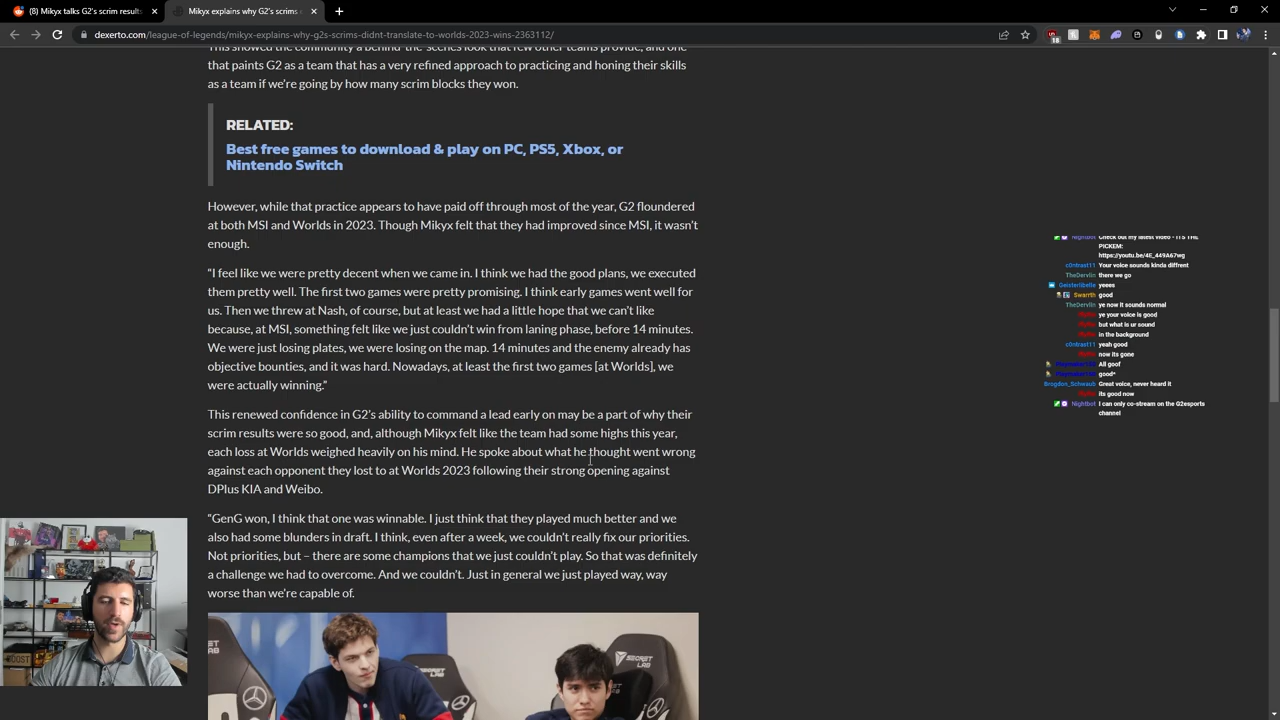 (8) Mikyx talks G2's scrim results
Mikyx explains why G2's scrims
dexerto.com/league-of-legends/mikyx-explains-why-g2s-scrims-didnt-translate-to-worlds-2023-wins-2363112/
18
This showed the community a behind-the-scenes look that few other teams provide, and one
that paints G2 as a team that has a very refined approach to practicing and honing their skills
as a team if we're going by how many scrim blocks they won.
RELATED:
Best free games to download & play on PC, PS5, Xbox, or
Nintendo Switch
However, while that practice appears to have paid off through most of the year, G2 floundered
at both MSI and Worlds in 2023. Though Mikyx felt that they had improved since MSI, it wasn't
enough.
“I feel like we were pretty decent when we came in. I think we had the good plans, we executed
them pretty well. The first two games were pretty promising. I think early games went well for
us. Then we threw at Nash, of course, but at least we had a little hope that we can't like
because, at MSI, something felt like we just couldn't win from laning phase, before 14 minutes.
We were just losing plates, we were losing on the map. 14 minutes and the enemy already has
objective bounties, and it was hard. Nowadays, at least the first two games [at Worlds], we
were actually winning.”
This renewed confidence in G2's ability to command a lead early on may be a part of why their
scrim results were so good, and, although Mikyx felt like the team had some highs this year,
each loss at Worlds weighed heavily on his mind. He spoke about what he thought went wrong
against each opponent they lost to at Worlds 2023 following their strong opening against
DPlus KIA and Weibo.
“GenG won, I think that one was winnable. I just think that they played much better and we
also had some blunders in draft. I think, even after a week, we couldn't really fix our priorities.
Not priorities, but – there are some champions that we just couldn't play. So that was definitely
a challenge we had to overcome. And we couldn't. Just in general we just played way, way
worse than we're capable of.
SECRET
LAB
Nightbot Check out my latest video - ITS THE
PICKEM:
https://youtu.be/4E_449A67wg
c0ntrast11 Your voice sounds kinda diffrent
TheDervlin there we go
Geisterlibelle yeees
Swarrth good
TheDervlin ye now it sounds normal
ye your voice is good
but what is ur sound
in the background
c0ntrast11 yeah good
now its gone
All goof
good*
Brogdon_Schwaub Great voice, never heard it
its good now
Nightbot I can only co-stream on the G2esports
channel